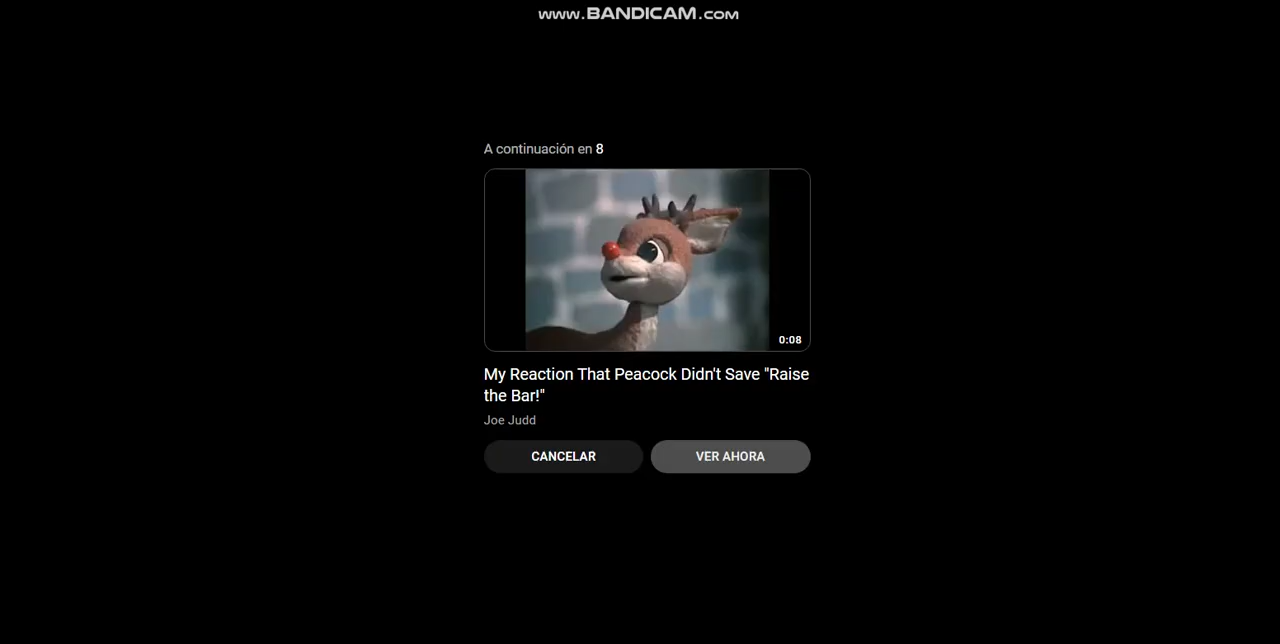 www.BANDICAM.com
A continuación en 8
0:08
My Reaction That Peacock Didn't Save "Raise
the Bar!"
Joe Judd
CANCELAR
VER AHORA